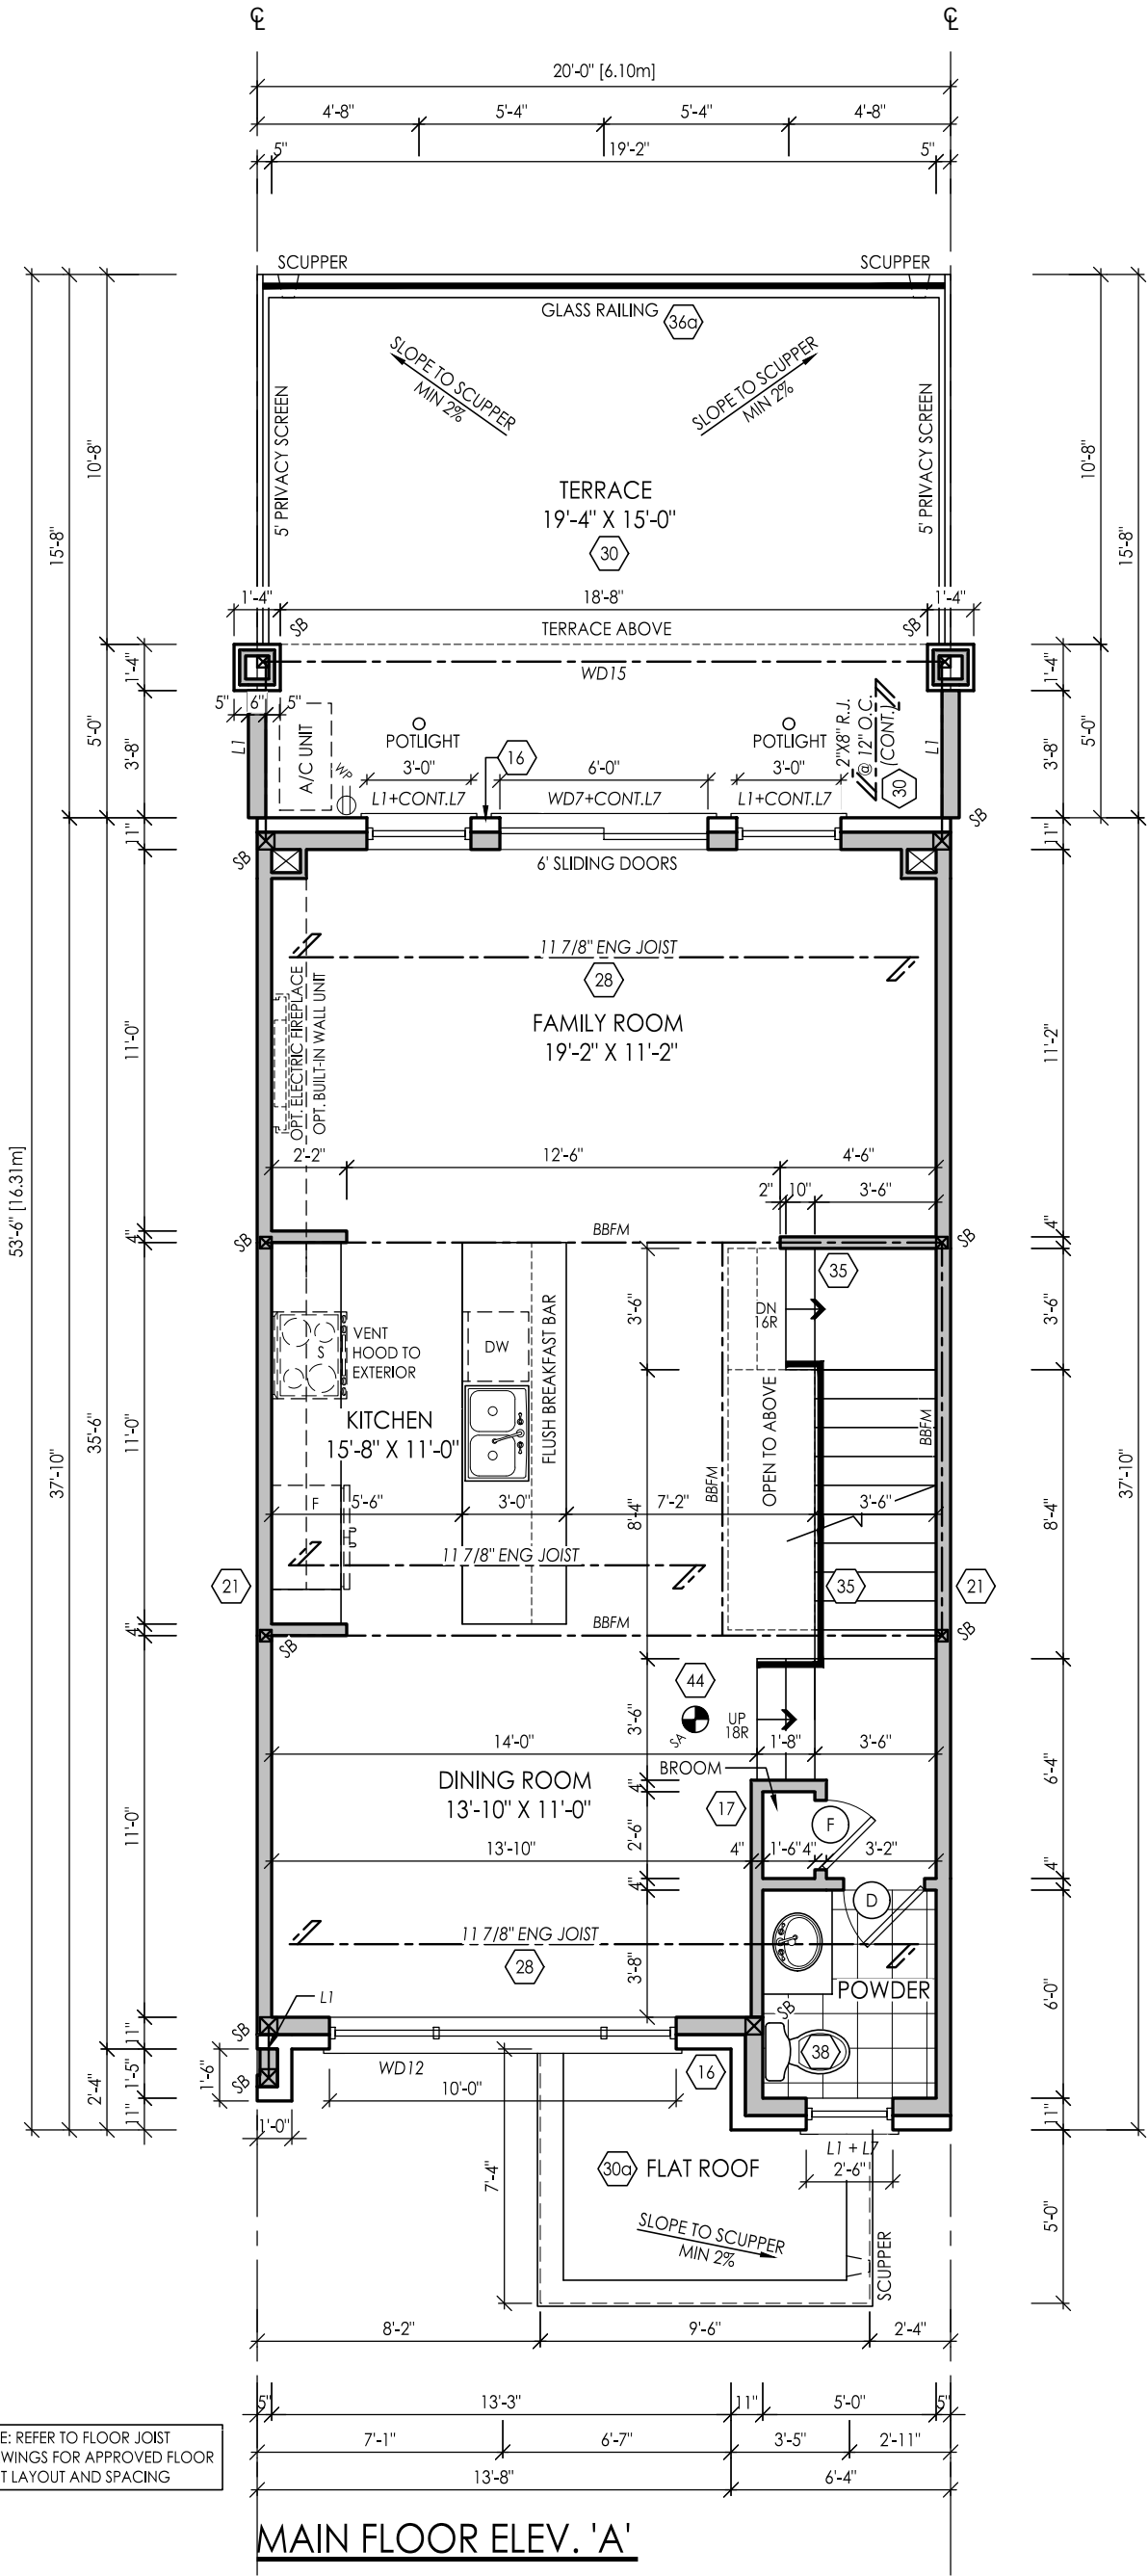 ℄ ℄
20'-0" [6.10m]
4'-8" 5'-4" 5'-4" 4'-8"
5" 19'-2" 5"
SCUPPER SCUPPER
GLASS RAILING 36a
SLOPE TO SCUPPER
MIN 2%
SLOPE TO SCUPPER
MIN 2%
5' PRIVACY SCREEN
5' PRIVACY SCREEN
10'-8"
15'-8"
10'-8"
15'-8"
TERRACE
19'-4" X 15'-0"
30
1'-4" 18'-8" 1'-4"
SB TERRACE ABOVE SB
WD15
1'-4"
5'-0"
3'-8"
1'-4"
5'-0"
3'-8"
5" 6" 5"
L1
A/C UNIT
WP
POTLIGHT
POTLIGHT
2"X8" R.J.
@ 12" O.C.
(CONT.)
30
L1
3'-0" 16 6'-0" 3'-0"
L1+CONT.L7 WD7+CONT.L7 L1+CONT.L7
SB
11"
11"
SB
6' SLIDING DOORS
11 7/8" ENG JOIST
28
FAMILY ROOM
19'-2" X 11'-2"
OPT. ELECTRIC FIREPLACE
OPT. BUILT-IN WALL UNIT
11'-0"
11'-2"
53'-6" [16.31m]
2'-2" 12'-6" 4'-6"
2" 10" 3'-6"
4"
SB BBFM SB
4"
35
3'-6"
DN
16R
3'-6"
VENT
HOOD TO
EXTERIOR
S
DW
FLUSH BREAKFAST BAR
KITCHEN
15'-8" X 11'-0"
OPEN TO ABOVE
BBFM
BBFM
37'-10"
35'-6"
11'-0"
37'-10"
8'-4"
8'-4"
F 5'-6" 3'-0" 7'-2" 3'-6"
11 7/8" ENG JOIST
21 35 21
4"
SB BBFM SB
44
SA
3'-6"
UP
18R
14'-0" 1'-8" 3'-6"
6'-4"
BROOM
DINING ROOM
13'-10" X 11'-0"
4"
17
F
2'-6"
11'-0"
13'-10" 4" 1'-6" 4" 3'-2"
4"
4"
D
11 7/8" ENG JOIST
28
3'-8"
POWDER
6'-0"
SB
38
L1
SB
11"
WD12
16
1'-6"
SB
2'-4"
1'-5"
10'-0"
11"
11"
1'-0"
L1 + L7
2'-6"
30a FLAT ROOF
7'-4"
SLOPE TO SCUPPER
MIN 2%
SCUPPER
5'-0"
8'-2" 9'-6" 2'-4"
5" 13'-3" 11" 5'-0" 5"
7'-1" 6'-7" 3'-5" 2'-11"
13'-8" 6'-4"
E: REFER TO FLOOR JOIST
WINGS FOR APPROVED FLOOR
T LAYOUT AND SPACING
MAIN FLOOR ELEV. 'A'